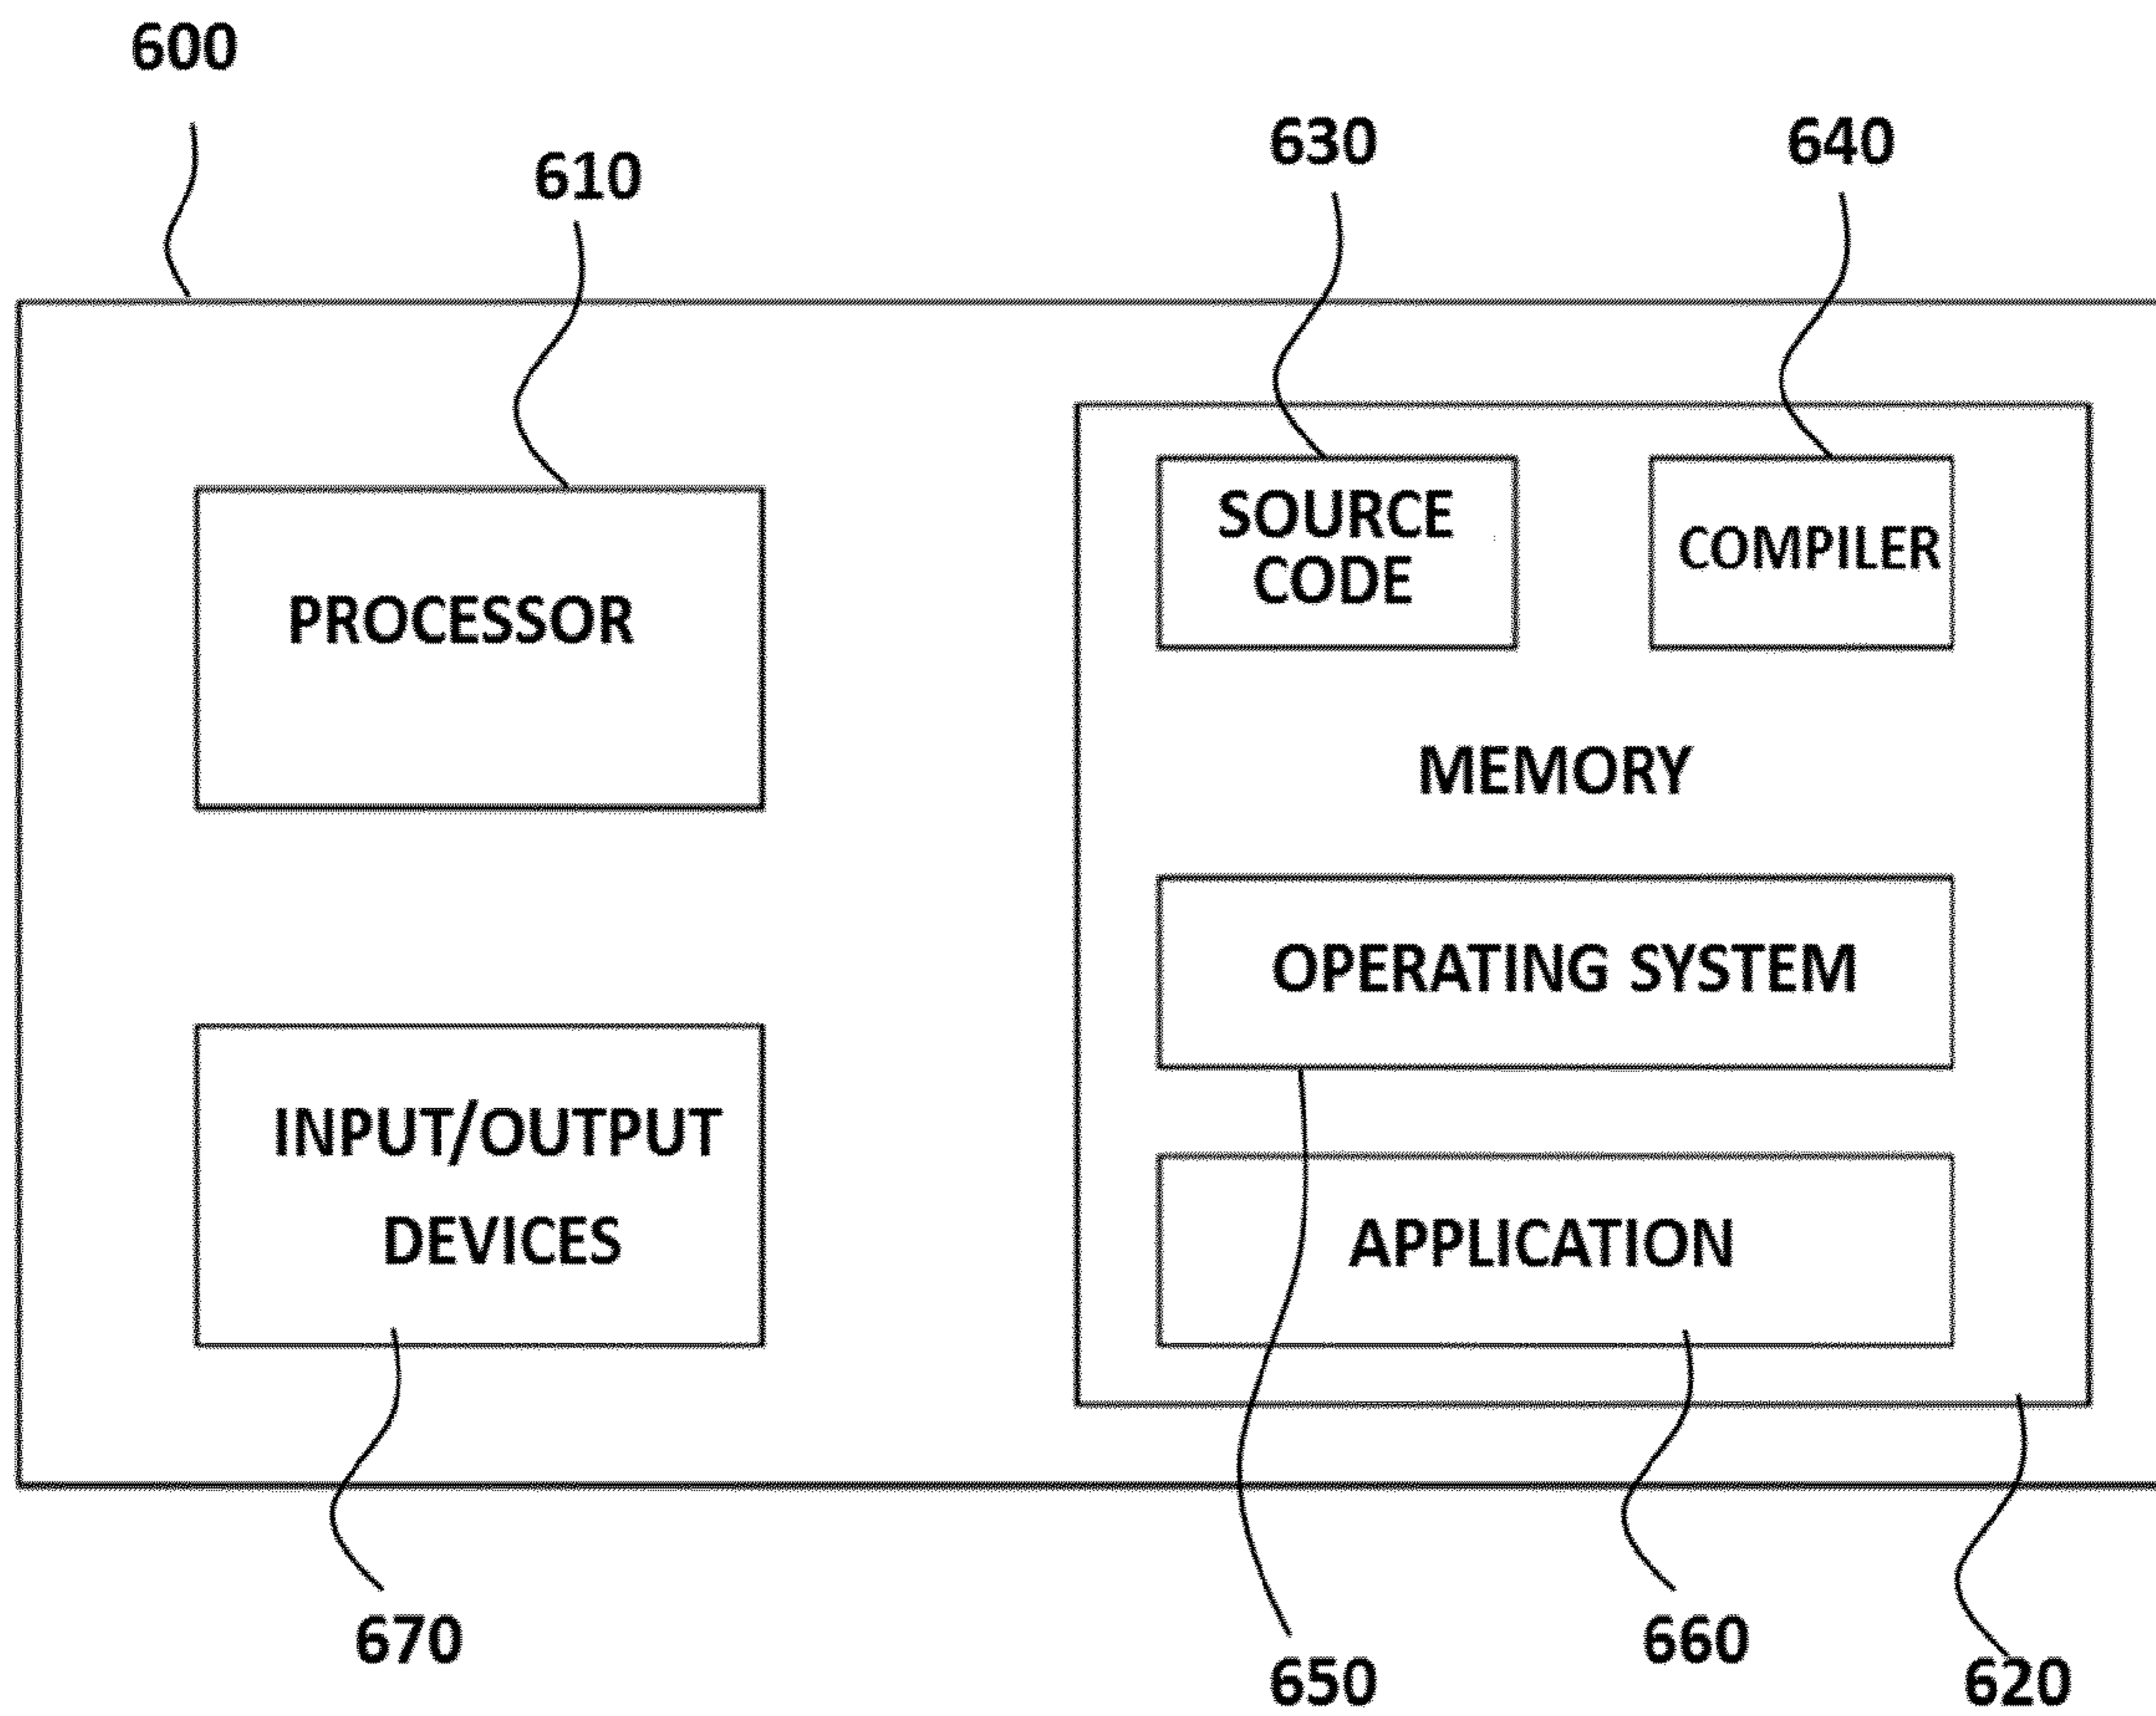 600
610
630
640
SOURCE
CODE
COMPILER
PROCESSOR
MEMORY
OPERATING SYSTEM
INPUT/OUTPUT
DEVICES
APPLICATION
670
650
660
620